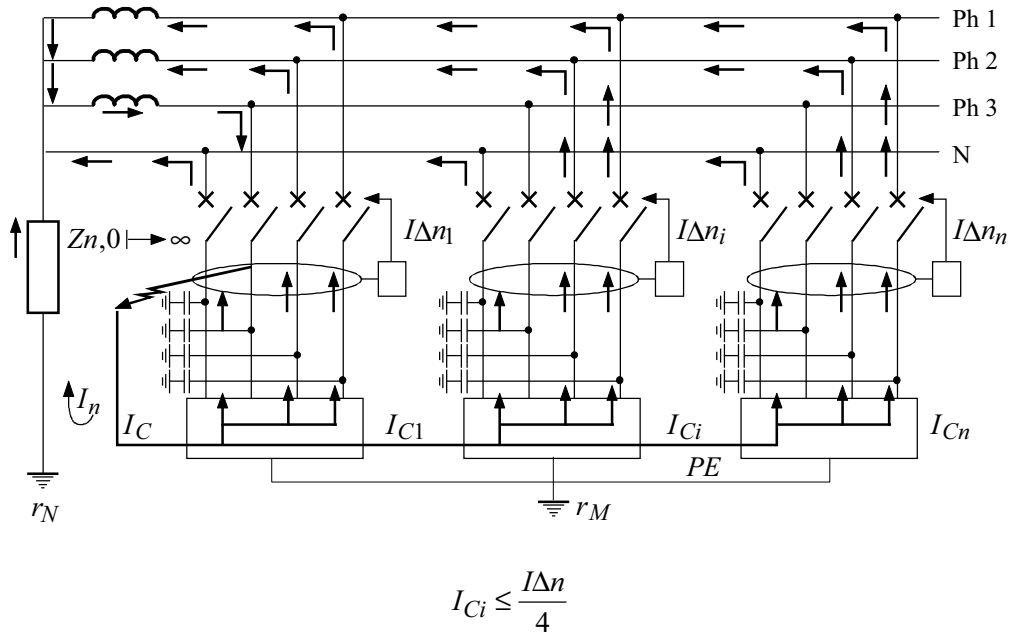 Ph 1
Ph 2
Ph 3
N
Zn,0 |→ ∞
IΔn1
IΔni
IΔnn
In
IC
IC1
ICi
ICn
PE
rN
rM
ICi ≤ IΔn/4